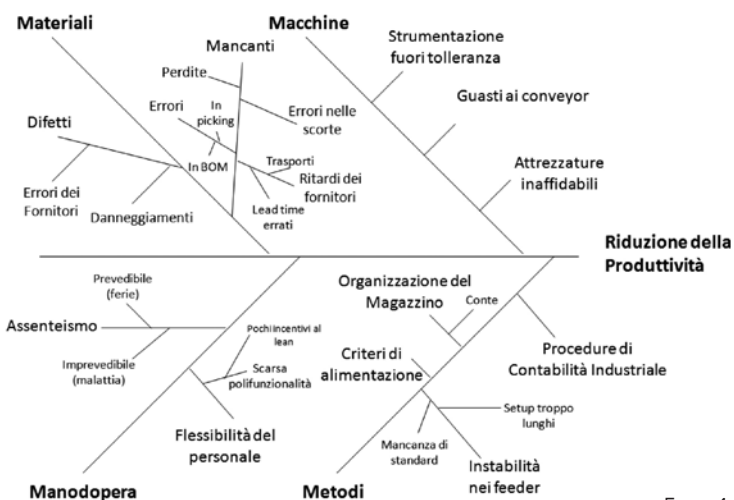 Materiali
Macchine
Mancanti
Strumentazione
fuori tolleranza
Perdite
Errori
In
picking
Errori nelle
scorte
Guasti ai conveyor
Difetti
In BOM
Trasporti
Ritardi dei
fornitori
Attrezzature
inaffidabili
Errori dei
Fornitori
Danneggiamenti
Lead time
errati
Riduzione della
Produttività
Prevedibile
(ferie)
Assenteismo
Imprevedibile
(malattia)
Pochi incentivi al
lean
Scarsa
polifunzionalità
Flessibilità del
personale
Organizzazione del
Magazzino
Conte
Criteri di
alimentazione
Procedure di
Contabilità Industriale
Setup troppo
lunghi
Mancanza di
standard
Instabilità
nei feeder
Manodopera
Metodi